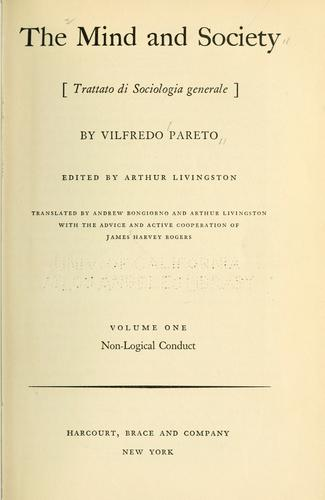 The Mind and Society
[ Trattato di Sociologia generale ]
BY VILFREDO PARETO
EDITED BY ARTHUR LIVINGSTON
TRANSLATED BY ANDREW BONGIORNO AND ARTHUR LIVINGSTON
WITH THE ADVICE AND ACTIVE COOPERATION OF
JAMES HARVEY ROGERS
VOLUME ONE
Non-Logical Conduct
HARCOURT, BRACE AND COMPANY
NEW YORK